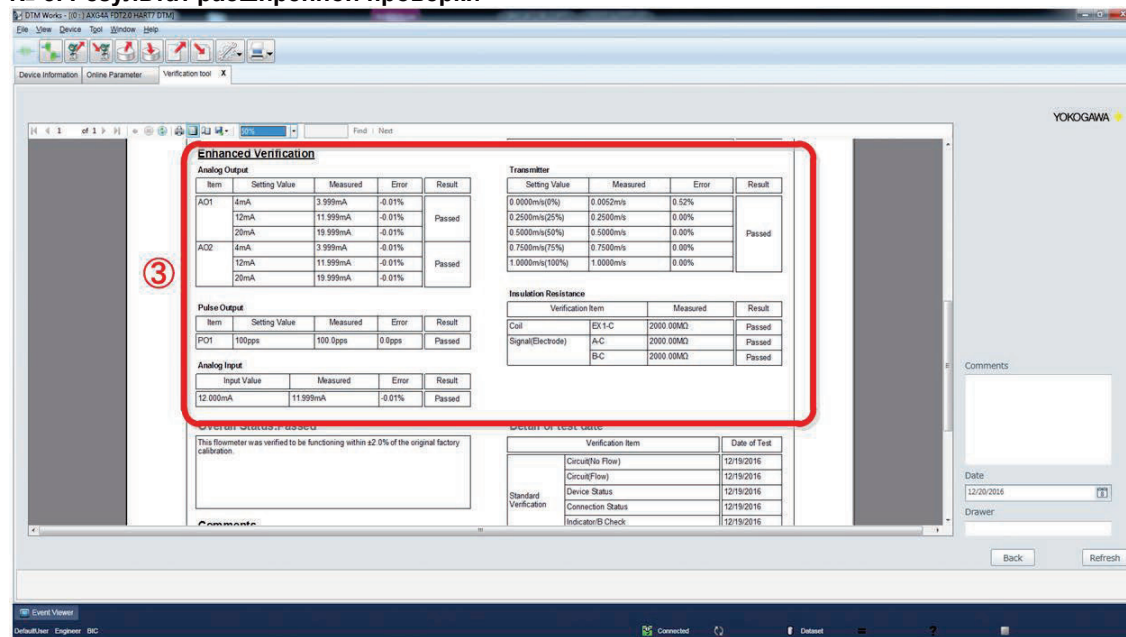 № 3: Результат расширенной проверки
DTM Works - [(0 : ) AXG4A FDT2.0 HART7 DTM]
File View Device Tool Window Help
Device Information Online Parameter Verification tool X
YOKOGAWA
1 of 1 50% Find | Next
Enhanced Verification
Analog Output
Item Setting Value Measured Error Result
AO1 4mA 3.999mA -0.01%
12mA 11.999mA -0.01% Passed
20mA 19.999mA -0.01%
AO2 4mA 3.999mA -0.01%
12mA 11.999mA -0.01% Passed
20mA 19.999mA -0.01%
Pulse Output
Item Setting Value Measured Error Result
PO1 100pps 100.0pps 0.0pps Passed
Analog Input
Input Value Measured Error Result
12.000mA 11.999mA -0.01% Passed
Transmitter
Setting Value Measured Error Result
0.0000m/s(0%) 0.0052m/s 0.52%
0.2500m/s(25%) 0.2500m/s 0.00%
0.5000m/s(50%) 0.5000m/s 0.00% Passed
0.7500m/s(75%) 0.7500m/s 0.00%
1.0000m/s(100%) 1.0000m/s 0.00%
Insulation Resistance
Verification Item Measured Result
Coil EX1-C 2000.00MΩ Passed
Signal(Electrode) A-C 2000.00MΩ Passed
B-C 2000.00MΩ Passed
③
Overall Status:Passed
This flowmeter was verified to be functioning within ±2.0% of the original factory
calibration.
Comments
Detail of test date
Verification Item Date of Test
Circuit(No Flow) 12/19/2016
Circuit(Flow) 12/19/2016
Standard
Verification
Device Status 12/19/2016
Connection Status 12/19/2016
Indicator/B Check 12/19/2016
Comments
Date
12/20/2016
Drawer
Back Refresh
Event Viewer
DefaultUser Engineer BIC Connected Dataset